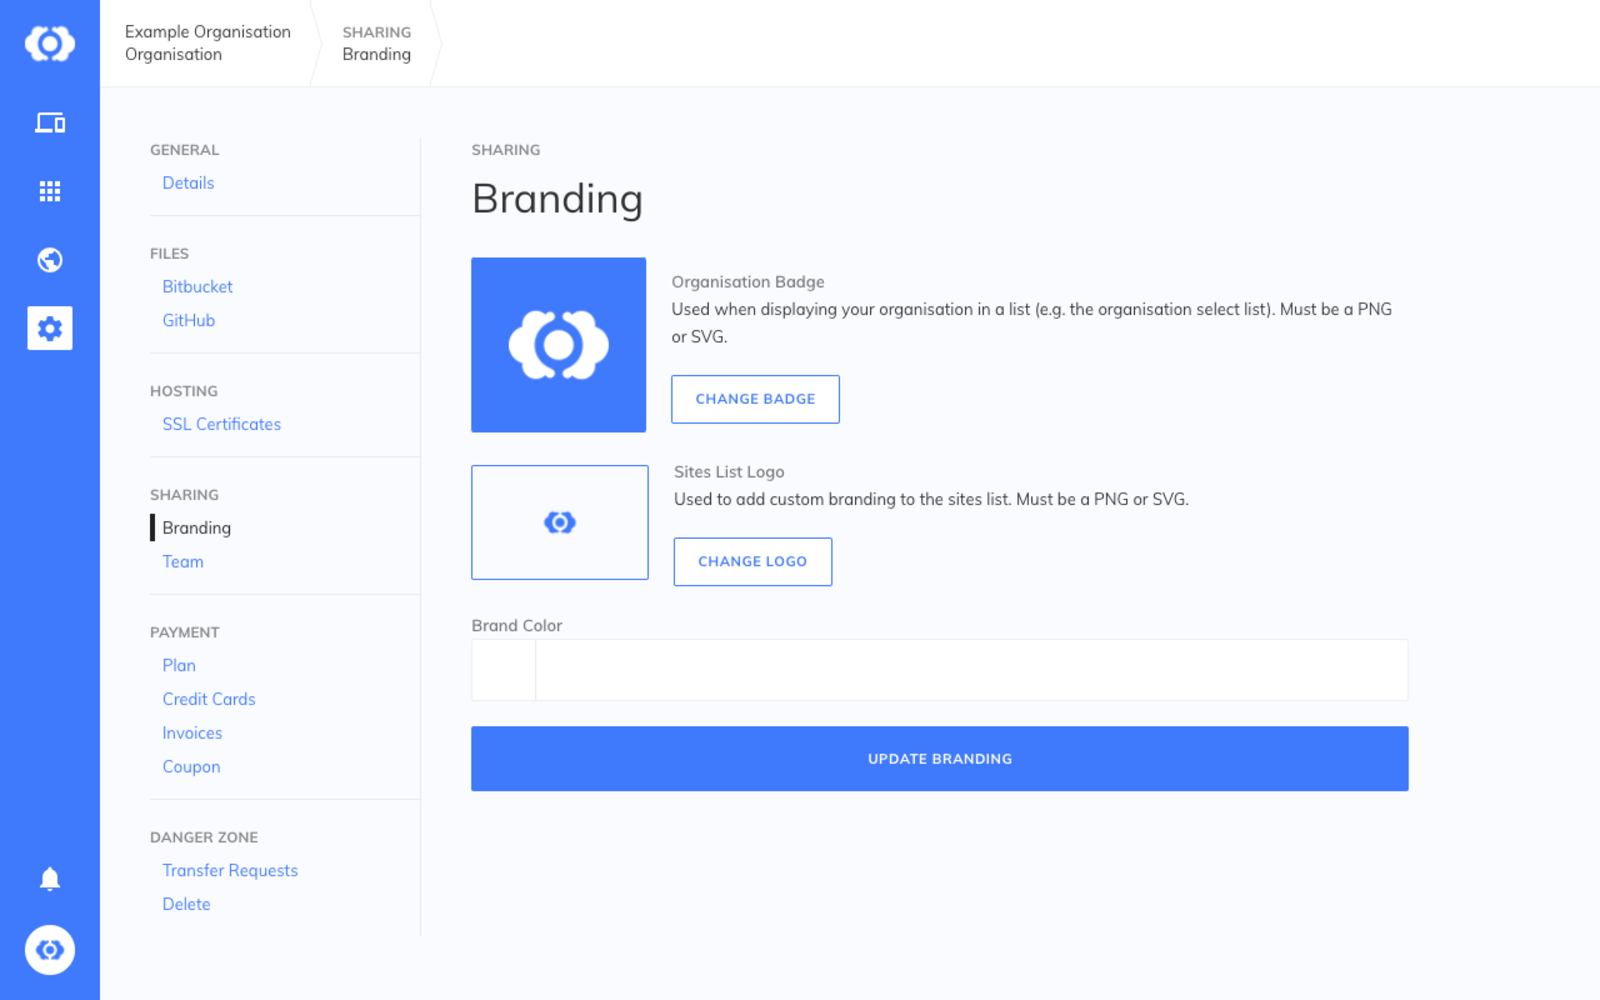 Example Organisation
Organisation
SHARING
Branding
GENERAL
Details
FILES
Bitbucket
GitHub
HOSTING
SSL Certificates
SHARING
Branding
Team
PAYMENT
Plan
Credit Cards
Invoices
Coupon
DANGER ZONE
Transfer Requests
Delete
SHARING
Branding
Organisation Badge
Used when displaying your organisation in a list (e.g. the organisation select list). Must be a PNG
or SVG.
CHANGE BADGE
Sites List Logo
Used to add custom branding to the sites list. Must be a PNG or SVG.
CHANGE LOGO
Brand Color
UPDATE BRANDING